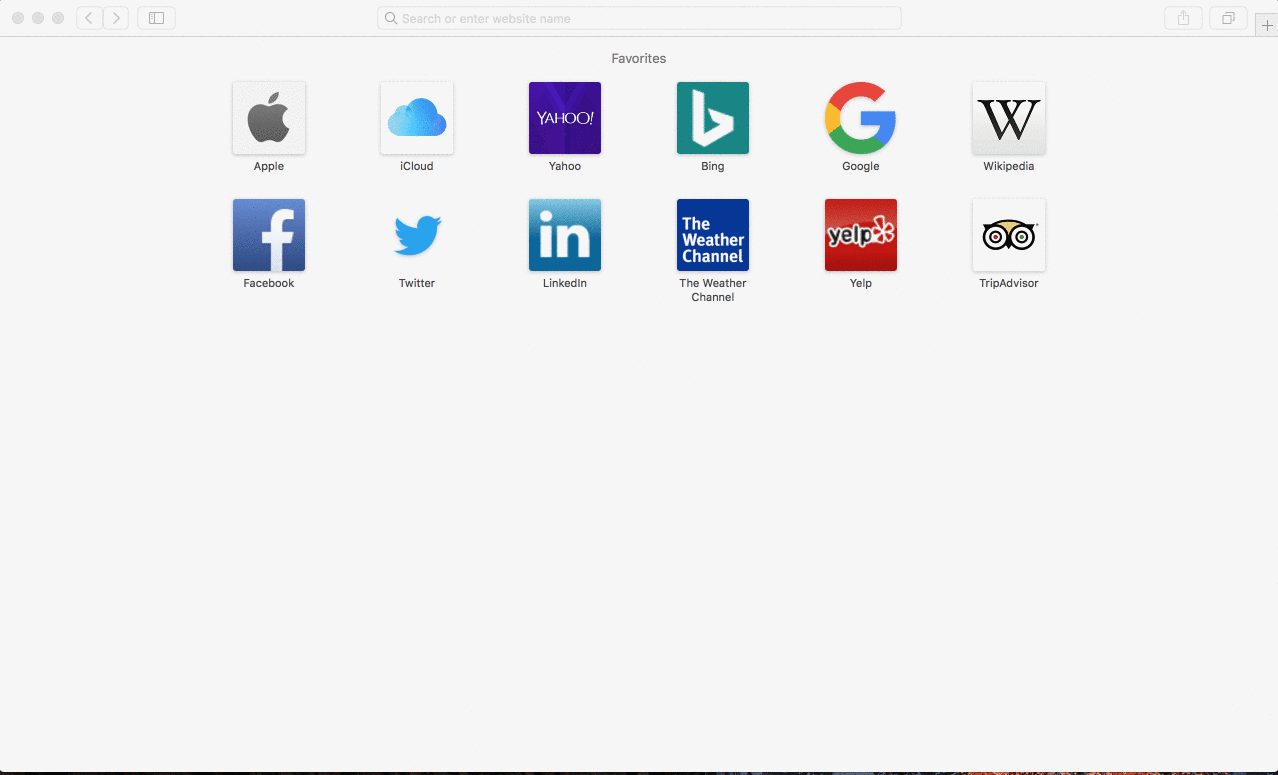 Search or enter website name
Favorites
YAHOO!
W
The
Weather
Channel
yelp
in
f
Apple
iCloud
Yahoo
Bing
Google
Wikipedia
Facebook
Twitter
LinkedIn
The Weather
Channel
Yelp
TripAdvisor